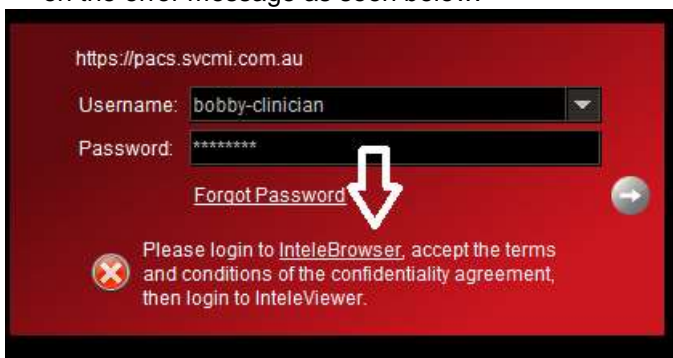 on the error message as seen below.
https://pacs.svcmi.com.au
Username: bobby-clinician
Password: ********
Forgot Password
Please login to InteleBrowser, accept the terms
and conditions of the confidentiality agreement,
then login to InteleViewer.